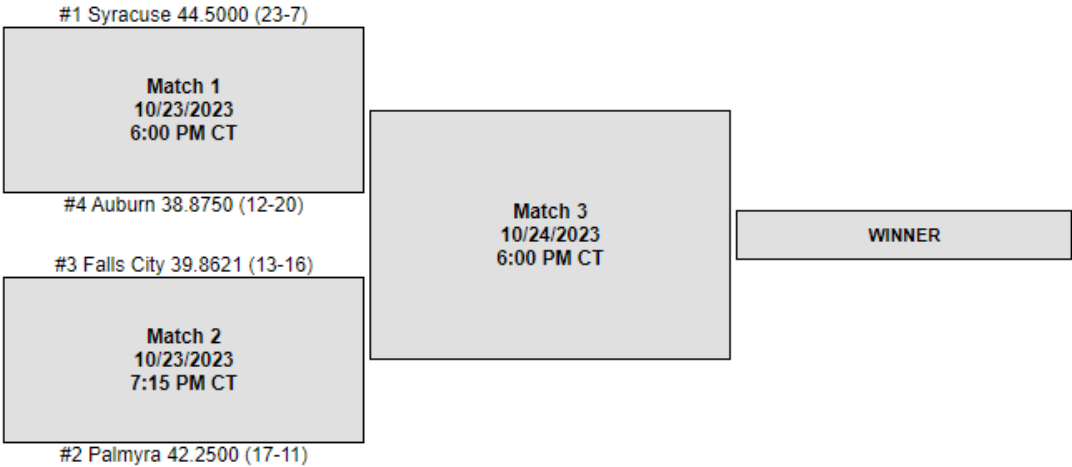 #1 Syracuse 44.5000 (23-7)
Match 1
10/23/2023
6:00 PM CT
#4 Auburn 38.8750 (12-20)
#3 Falls City 39.8621 (13-16)
Match 2
10/23/2023
7:15 PM CT
#2 Palmyra 42.2500 (17-11)
Match 3
10/24/2023
6:00 PM CT
WINNER